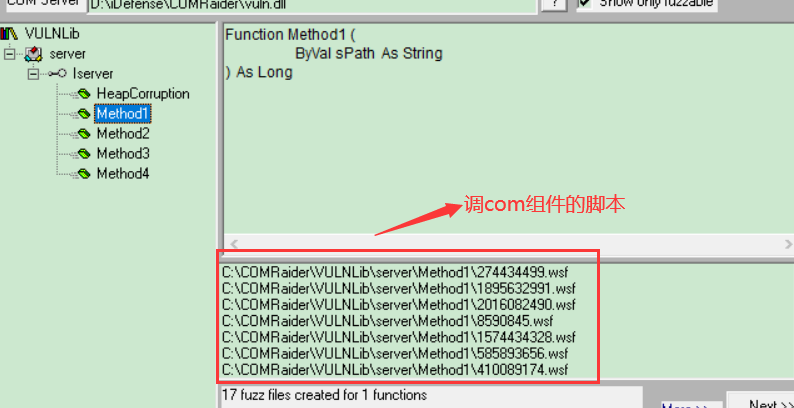 COM Server D:\iDefense\COMRaider\vuln.dll ? Show only fuzzable
VULNLib
server
Iserver
HeapCorruption
Method1
Method2
Method3
Method4
Function Method1 (
ByVal sPath As String
) As Long
调com组件的脚本
C:\COMRaider\VULNLib\server\Method1\274434499.wsf
C:\COMRaider\VULNLib\server\Method1\1895632991.wsf
C:\COMRaider\VULNLib\server\Method1\2016082490.wsf
C:\COMRaider\VULNLib\server\Method1\8590845.wsf
C:\COMRaider\VULNLib\server\Method1\1574434328.wsf
C:\COMRaider\VULNLib\server\Method1\585893656.wsf
C:\COMRaider\VULNLib\server\Method1\410089174.wsf
17 fuzz files created for 1 functions
More >> Next >>